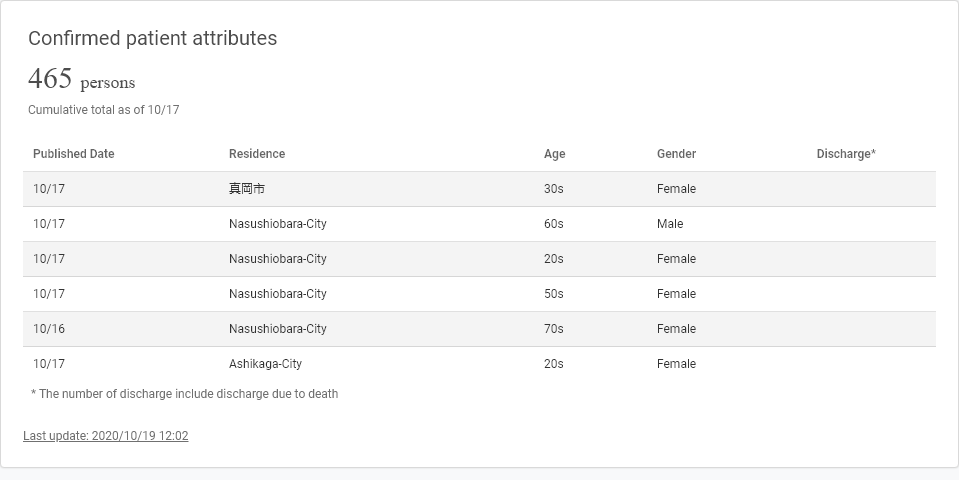 Confirmed patient attributes
465 persons
Cumulative total as of 10/17
Published Date Residence Age Gender Discharge*
10/17 真岡市 30s Female
10/17 Nasushiobara-City 60s Male
10/17 Nasushiobara-City 20s Female
10/17 Nasushiobara-City 50s Female
10/16 Nasushiobara-City 70s Female
10/17 Ashikaga-City 20s Female
* The number of discharge include discharge due to death
Last update: 2020/10/19 12:02